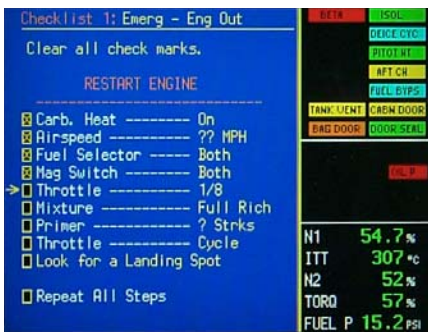 Checklist 1: Emerg - Eng Out
Clear all check marks.
RESTART ENGINE
-----------------------------
Carb. Heat ------- On
Airspeed --------- ?? MPH
Fuel Selector ------ Both
Mag Switch ------- Both
Throttle ---------- 1/8
Mixture ---------- Full Rich
Primer ----------- ? Strks
Throttle ---------- Cycle
Look for a Landing Spot
Repeat All Steps
BETA ISOL
DEICE CYC
PITOT HT
AFT CH
FUEL BYPS
TANK VENT CABN DOOR
BAG DOOR DOOR SEAL
OIL P
N1 54.7%
ITT 307°C
N2 52%
TORQ 57%
FUEL P 15.2 PSI